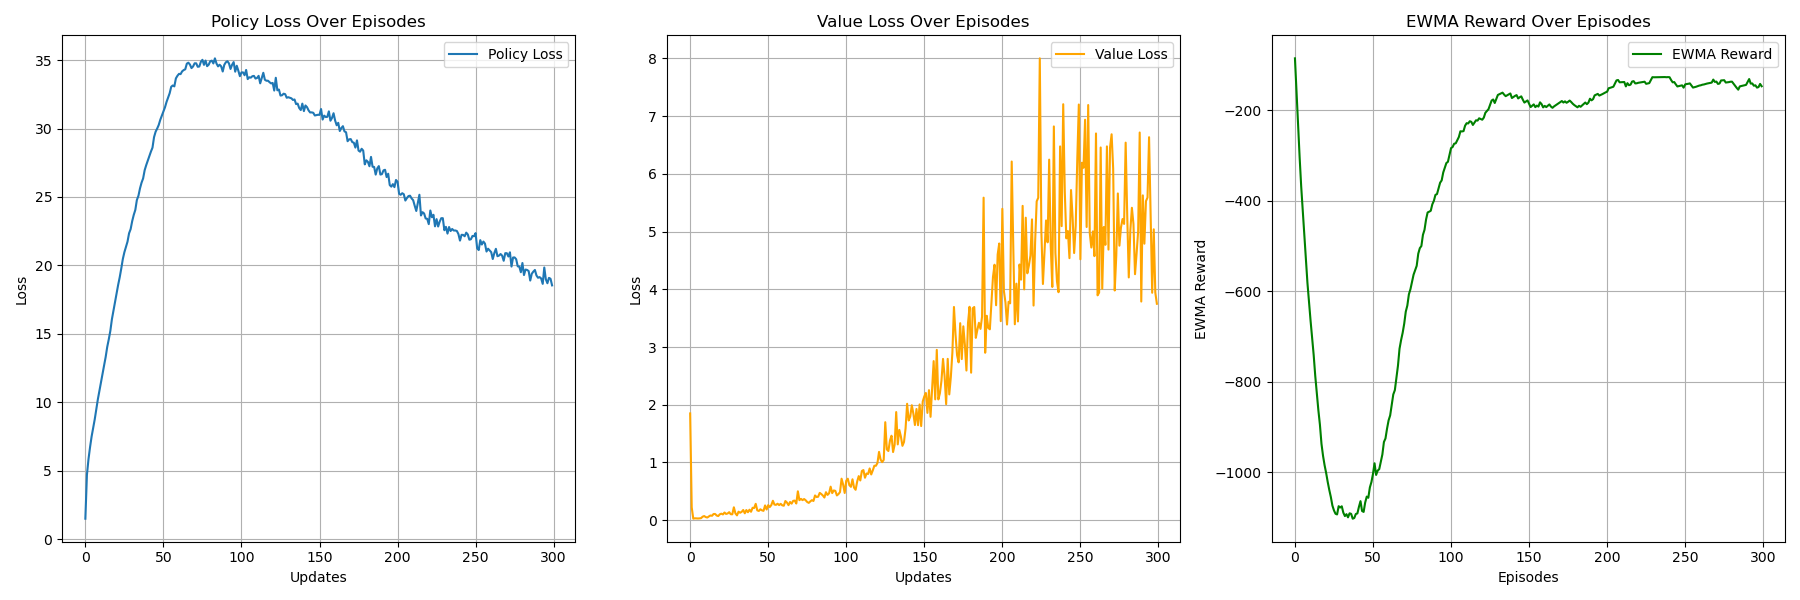 Policy Loss Over Episodes
Policy Loss
35
30
25
20
15
10
5
0
Loss
0 50 100 150 200 250 300
Updates
Value Loss Over Episodes
Value Loss
8
7
6
5
4
3
2
1
0
Loss
0 50 100 150 200 250 300
Updates
EWMA Reward Over Episodes
EWMA Reward
−200
−400
−600
−800
−1000
EWMA Reward
0 50 100 150 200 250 300
Episodes